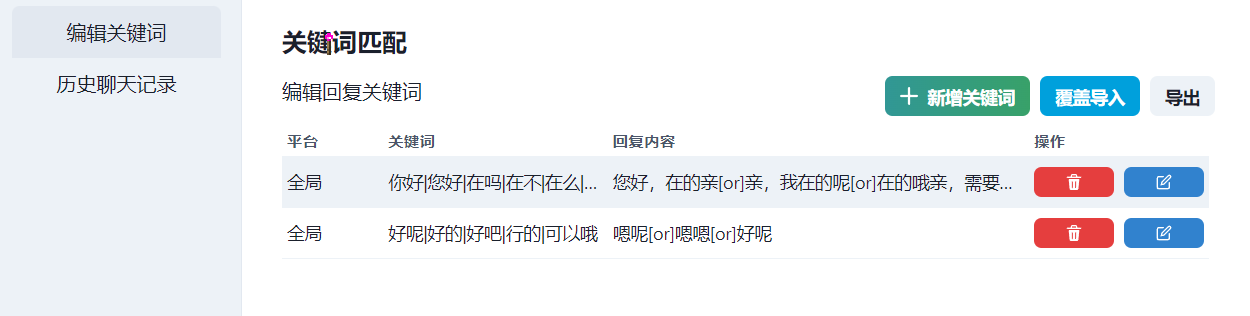 编辑关键词
历史聊天记录
关键词匹配
编辑回复关键词
新增关键词 覆盖导入 导出
平台 关键词 回复内容 操作
全局 你好|您好|在吗|在不|在么|... 您好，在的亲[or]亲，我在的呢[or]在的哦亲，需要...
全局 好呢|好的|好吧|行的|可以哦 嗯呢[or]嗯嗯[or]好呢